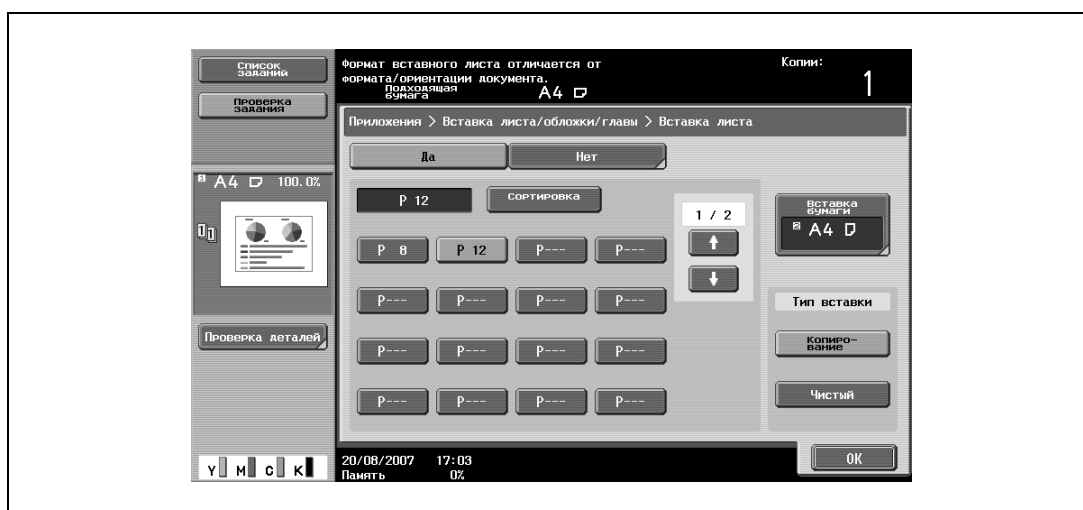 Список
заданий
Проверка
задания
Формат вставного листа отличается от
формата/ориентации документа.
Подходящая
бумага
A4
Копии:
1
Приложения > Вставка листа/обложки/главы > Вставка листа
Да
Нет
A4 100.0%
P 12
Сортировка
1 / 2
Вставка
бумаги
2 A4
P 8 P 12 P--- P---
P--- P--- P--- P---
P--- P--- P--- P---
P--- P--- P--- P---
Тип вставки
Копиро-
вание
Чистый
Проверка деталей
Y M C K
20/08/2007 17:03
Память 0%
OK